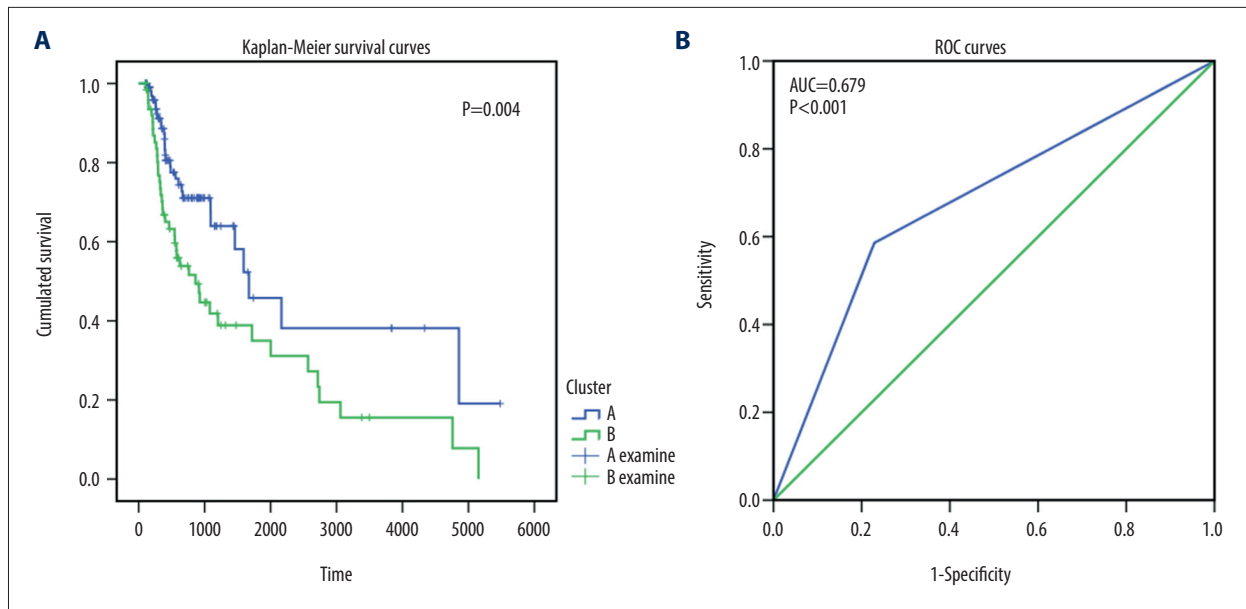 A
Kaplan-Meier survival curves
P=0.004
Cumulated survival
1.0
0.8
0.6
0.4
0.2
0.0
0 1000 2000 3000 4000 5000 6000
Time
Cluster
A
B
A examine
B examine
B
ROC curves
AUC=0.679
P<0.001
Sensitivity
1.0
0.8
0.6
0.4
0.2
0.0
0.0 0.2 0.4 0.6 0.8 1.0
1-Specificity